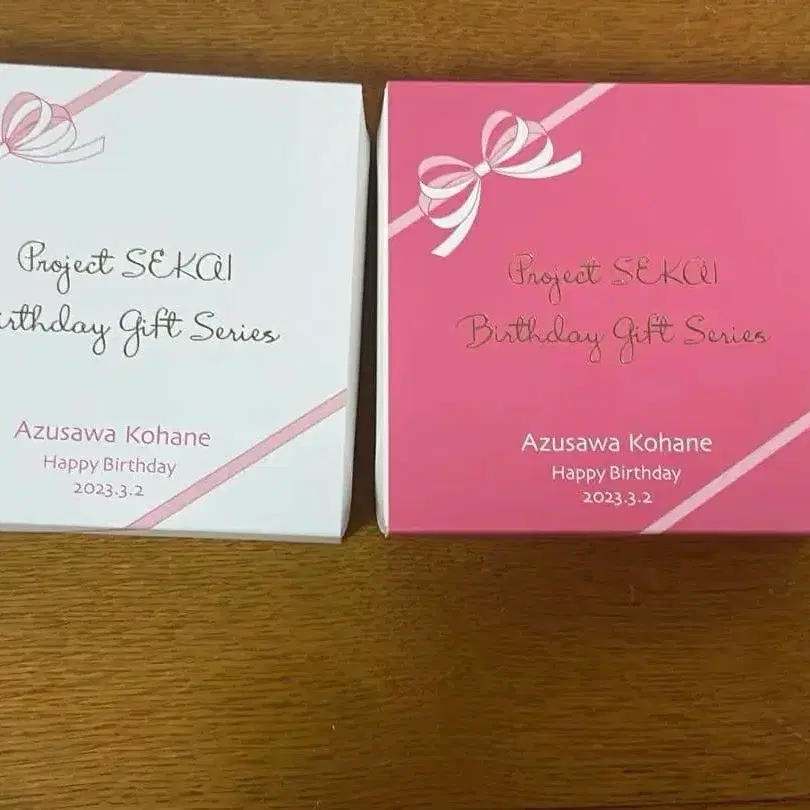 Project SEKAI
Birthday Gift Series
Azusawa Kohane
Happy Birthday
2023.3.2
Project SEKAI
Birthday Gift Series
Azusawa Kohane
Happy Birthday
2023.3.2